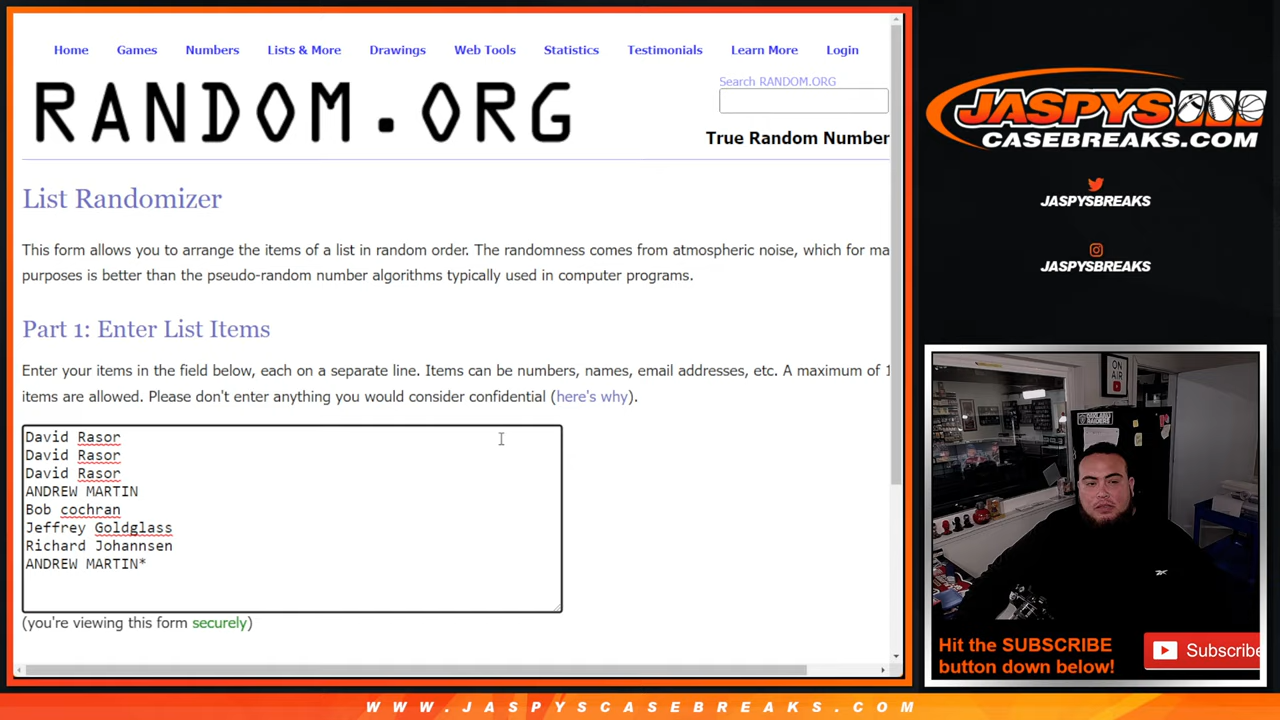 Home Games Numbers Lists & More Drawings Web Tools Statistics Testimonials Learn More Login
RANDOM.ORG
Search RANDOM.ORG
True Random Number
List Randomizer
This form allows you to arrange the items of a list in random order. The randomness comes from atmospheric noise, which for ma
purposes is better than the pseudo-random number algorithms typically used in computer programs.
Part 1: Enter List Items
Enter your items in the field below, each on a separate line. Items can be numbers, names, email addresses, etc. A maximum of 1
items are allowed. Please don't enter anything you would consider confidential (here's why).
David Rasor
David Rasor
David Rasor
ANDREW MARTIN
Bob cochran
Jeffrey Goldglass
Richard Johannsen
ANDREW MARTIN*
(you're viewing this form securely)
JASPYS
CASEBREAKS.COM
JASPYSBREAKS
JASPYSBREAKS
ON
AIR
Hit the SUBSCRIBE
button down below!
Subscribe
WWW.JASPYSCASEBREAKS.COM